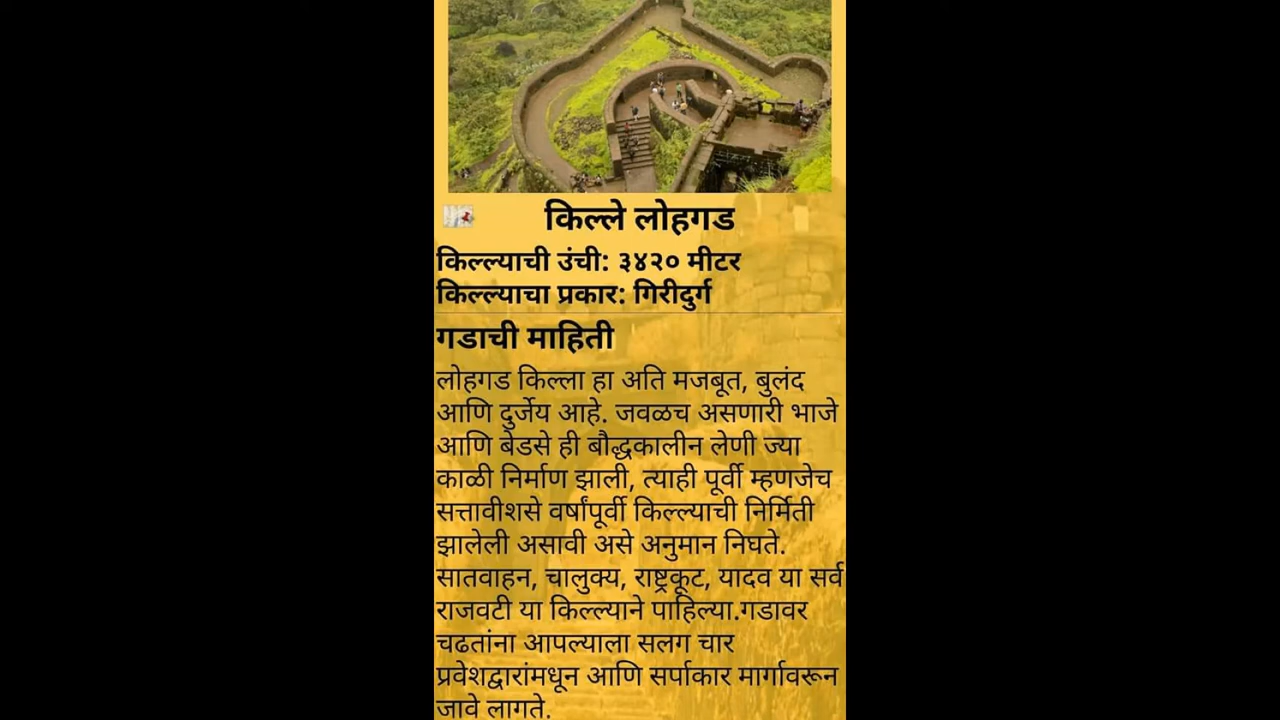 किल्ले लोहगड
किल्ल्याची उंची: ३४२० मीटर
किल्ल्याचा प्रकार: गिरीदुर्ग
गडाची माहिती
लोहगड किल्ला हा अति मजबूत, बुलंद
आणि दुर्जेय आहे. जवळच असणारी भाजे
आणि बेडसे ही बौद्धकालीन लेणी ज्या
काळी निर्माण झाली, त्याही पूर्वी म्हणजेच
सत्तावीशसे वर्षांपूर्वी किल्ल्याची निर्मिती
झालेली असावी असे अनुमान निघते.
सातवाहन, चालुक्य, राष्ट्रकूट, यादव या सर्व
राजवटी या किल्ल्याने पाहिल्या.गडावर
चढतांना आपल्याला सलग चार
प्रवेशद्वारांमधून आणि सर्पाकार मार्गावरून
जावे लागते.